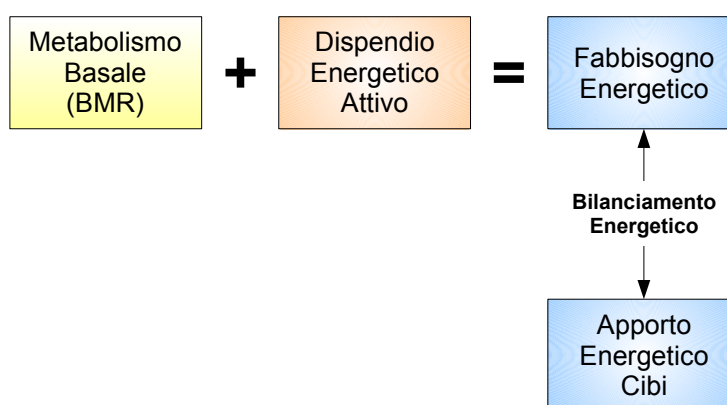 Metabolismo
Basale
(BMR)
+
Dispendio
Energetico
Attivo
=
Fabbisogno
Energetico
Bilanciamento
Energetico
Apporto
Energetico
Cibi